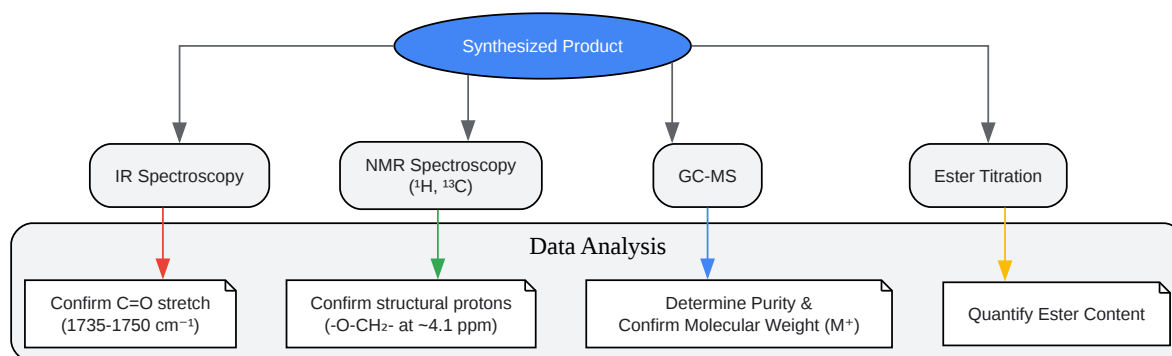 Synthesized Product
IR Spectroscopy
NMR Spectroscopy
(¹H, ¹³C)
GC-MS
Ester Titration
Data Analysis
Confirm C=O stretch
(1735-1750 cm⁻¹)
Confirm structural protons
(-O-CH₂- at ~4.1 ppm)
Determine Purity &
Confirm Molecular Weight (M⁺)
Quantify Ester Content